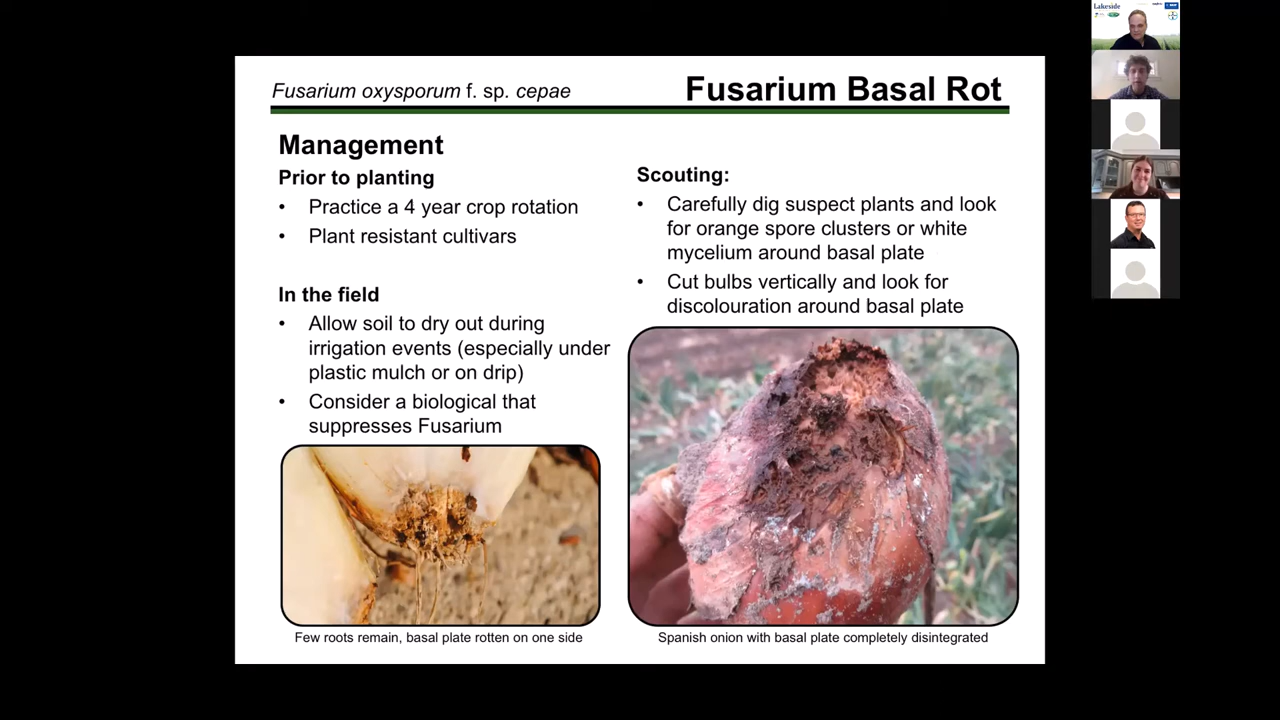 Fusarium oxysporum f. sp. cepae
Fusarium Basal Rot
Management
Prior to planting
• Practice a 4 year crop rotation
• Plant resistant cultivars
In the field
• Allow soil to dry out during
irrigation events (especially under
plastic mulch or on drip)
• Consider a biological that
suppresses Fusarium
Few roots remain, basal plate rotten on one side
Scouting:
• Carefully dig suspect plants and look
for orange spore clusters or white
mycelium around basal plate
• Cut bulbs vertically and look for
discolouration around basal plate
Spanish onion with basal plate completely disintegrated
Lakeside